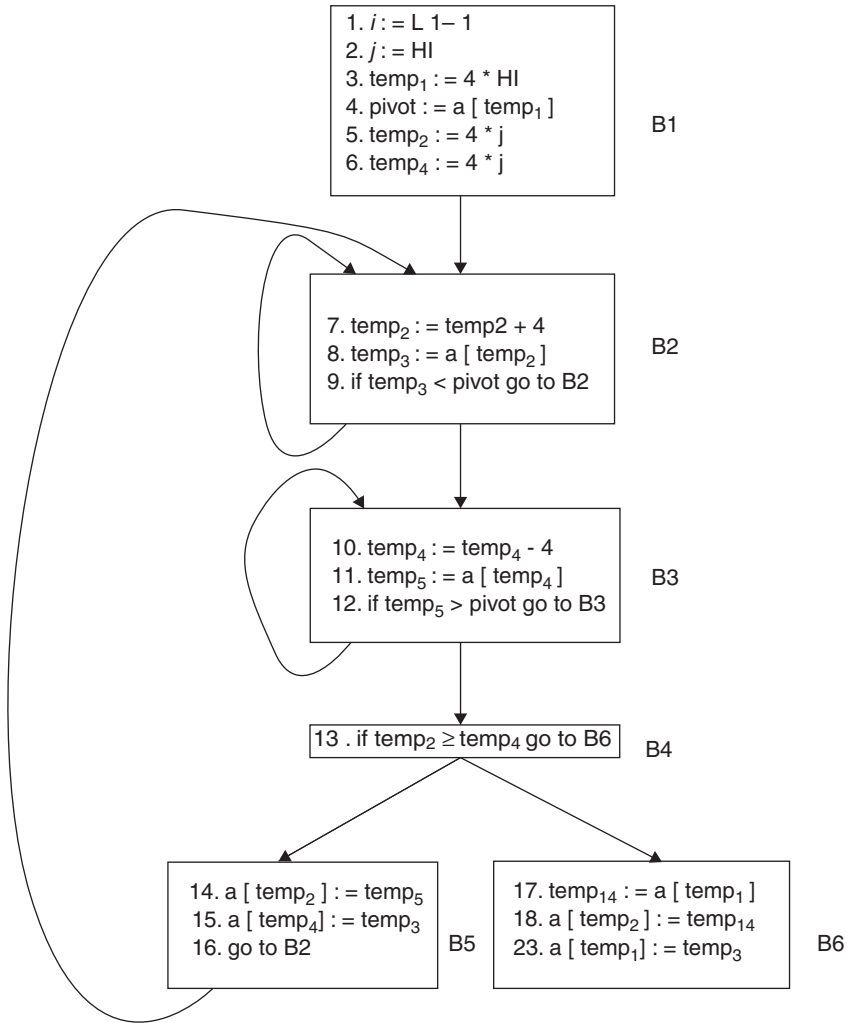 1. i : = L 1– 1
2. j : = HI
3. temp₁ : = 4 * HI
4. pivot : = a [ temp₁ ]
5. temp₂ : = 4 * j
6. temp₄ : = 4 * j
B1
7. temp₂ : = temp2 + 4
8. temp₃ : = a [ temp₂ ]
9. if temp₃ < pivot go to B2
B2
10. temp₄ : = temp₄ - 4
11. temp₅ : = a [ temp₄ ]
12. if temp₅ > pivot go to B3
B3
13 . if temp₂ ≥ temp₄ go to B6
B4
14. a [ temp₂ ] : = temp₅
15. a [ temp₄] : = temp₃
16. go to B2
B5
17. temp₁₄ : = a [ temp₁ ]
18. a [ temp₂ ] : = temp₁₄
23. a [ temp₁] : = temp₃
B6